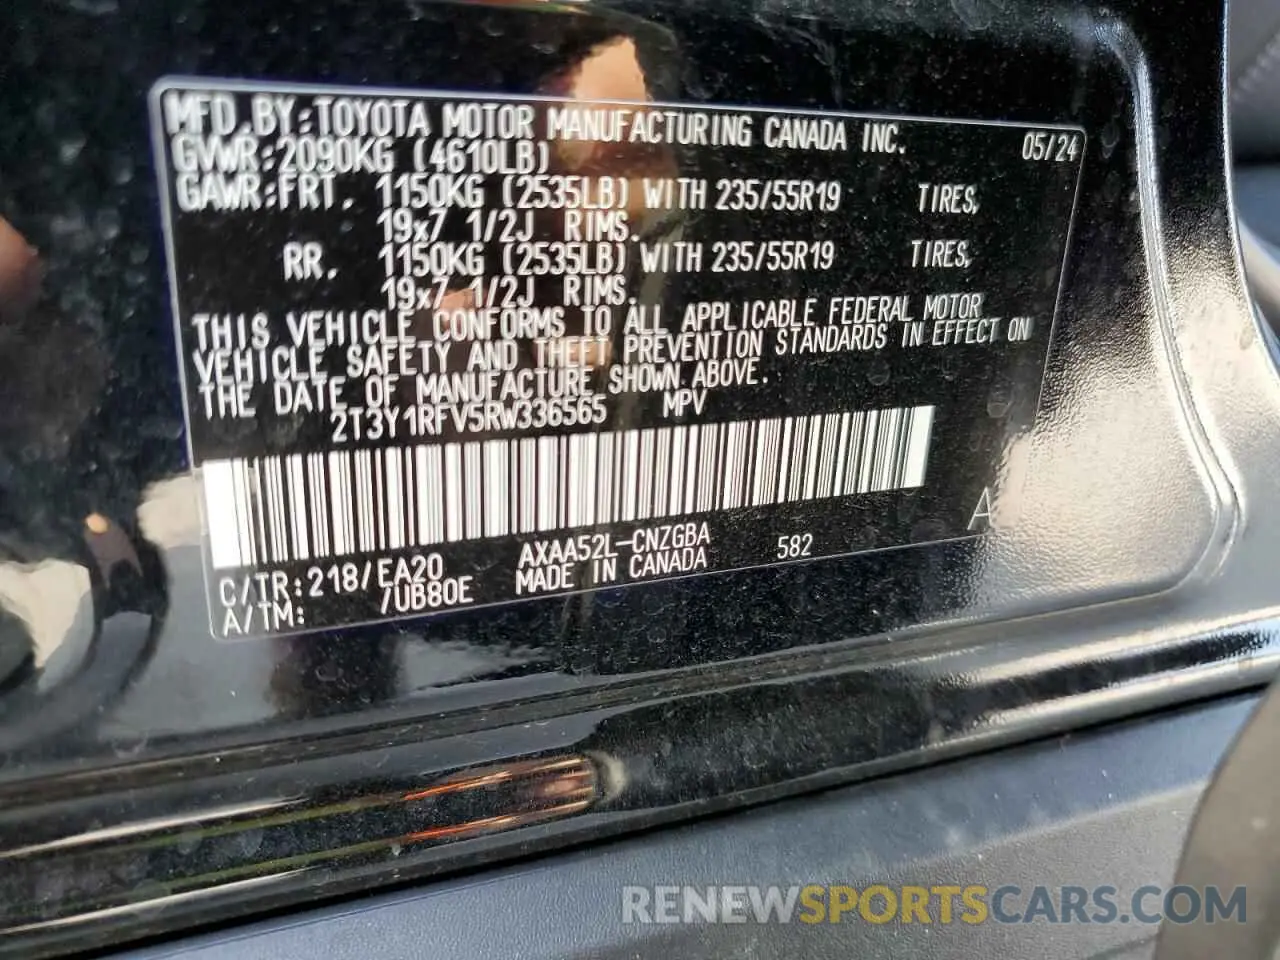 MFD.BY:TOYOTA MOTOR MANUFACTURING CANADA INC. 05/24
GVWR:2090KG (4610LB)
GAWR:FRT. 1150KG (2535LB) WITH 235/55R19 TIRES,
19x7 1/2J RIMS.
RR. 1150KG (2535LB) WITH 235/55R19 TIRES,
19x7 1/2J RIMS.
THIS VEHICLE CONFORMS TO ALL APPLICABLE FEDERAL MOTOR
VEHICLE SAFETY AND THEFT PREVENTION STANDARDS IN EFFECT ON
THE DATE OF MANUFACTURE SHOWN ABOVE.
2T3Y1RFV5RW336565 MPV
A
C/TR:218/EA20 AXAA52L-CNZGBA 582
A/TM: /UB80E MADE IN CANADA
RENEWSPORTSCARS.COM